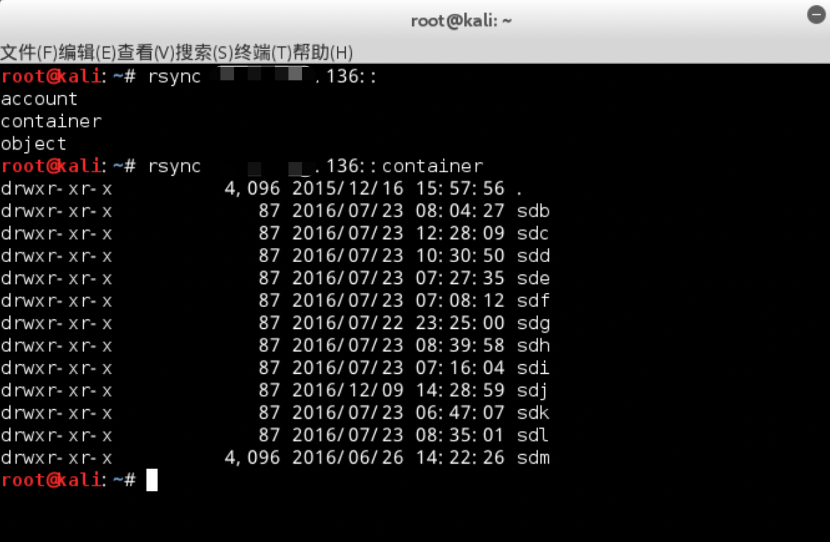 root@kali: ~
文件(F)编辑(E)查看(V)搜索(S)终端(T)帮助(H)
root@kali:~# rsync .136::
account
container
object
root@kali:~# rsync .136::container
drwxr-xr-x 4,096 2015/12/16 15:57:56 .
drwxr-xr-x 87 2016/07/23 08:04:27 sdb
drwxr-xr-x 87 2016/07/23 12:28:09 sdc
drwxr-xr-x 87 2016/07/23 10:30:50 sdd
drwxr-xr-x 87 2016/07/23 07:27:35 sde
drwxr-xr-x 87 2016/07/23 07:08:12 sdf
drwxr-xr-x 87 2016/07/22 23:25:00 sdg
drwxr-xr-x 87 2016/07/23 08:39:58 sdh
drwxr-xr-x 87 2016/07/23 07:16:04 sdi
drwxr-xr-x 87 2016/12/09 14:28:59 sdj
drwxr-xr-x 87 2016/07/23 06:47:07 sdk
drwxr-xr-x 87 2016/07/23 08:35:01 sdl
drwxr-xr-x 4,096 2016/06/26 14:22:26 sdm
root@kali:~#